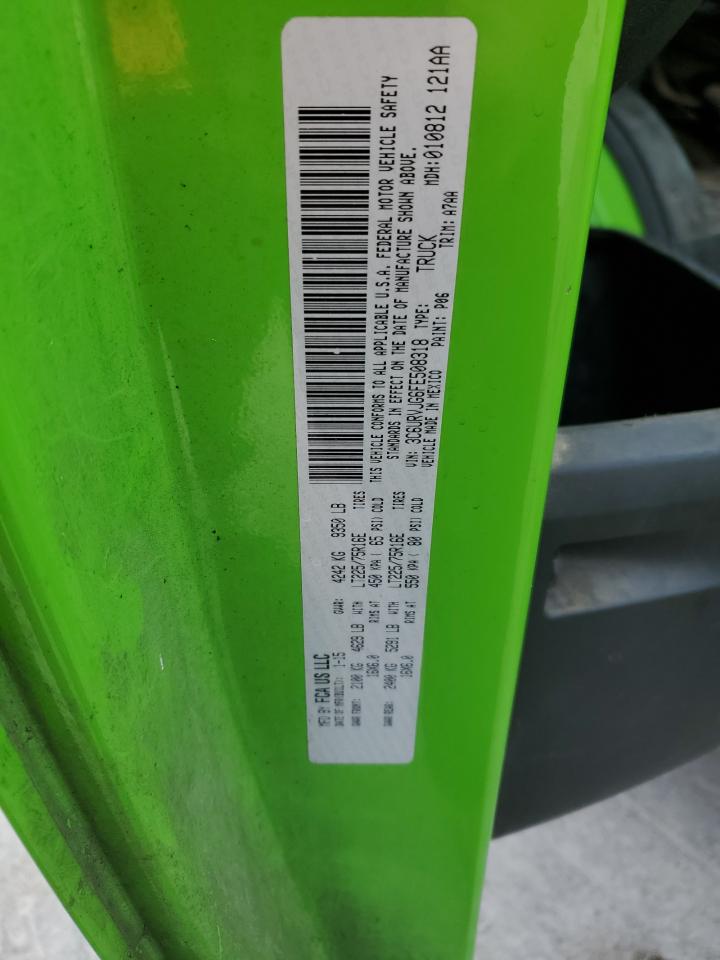 MFD BY: FCA US LLC
DATE OF MFR(BUILT): 1-15
GVWR: 4242 KG 9350 LB
GAWR FRONT: 2100 KG 4629 LB WITH LT225/75R16E TIRES
16X6.0 RIMS AT 450 KPA ( 65 PSI) COLD
GAWR REAR: 2400 KG 5291 LB WITH LT225/75R16E TIRES
16X6.0 RIMS AT 550 KPA ( 80 PSI) COLD
THIS VEHICLE CONFORMS TO ALL APPLICABLE U.S.A. FEDERAL MOTOR VEHICLE SAFETY
STANDARDS IN EFFECT ON THE DATE OF MANUFACTURE SHOWN ABOVE.
VIN: 3C6URVJG6FE508318 TYPE: TRUCK MDH:010812 121AA
VEHICLE MADE IN MEXICO PAINT: P06 TRIM: A7AA